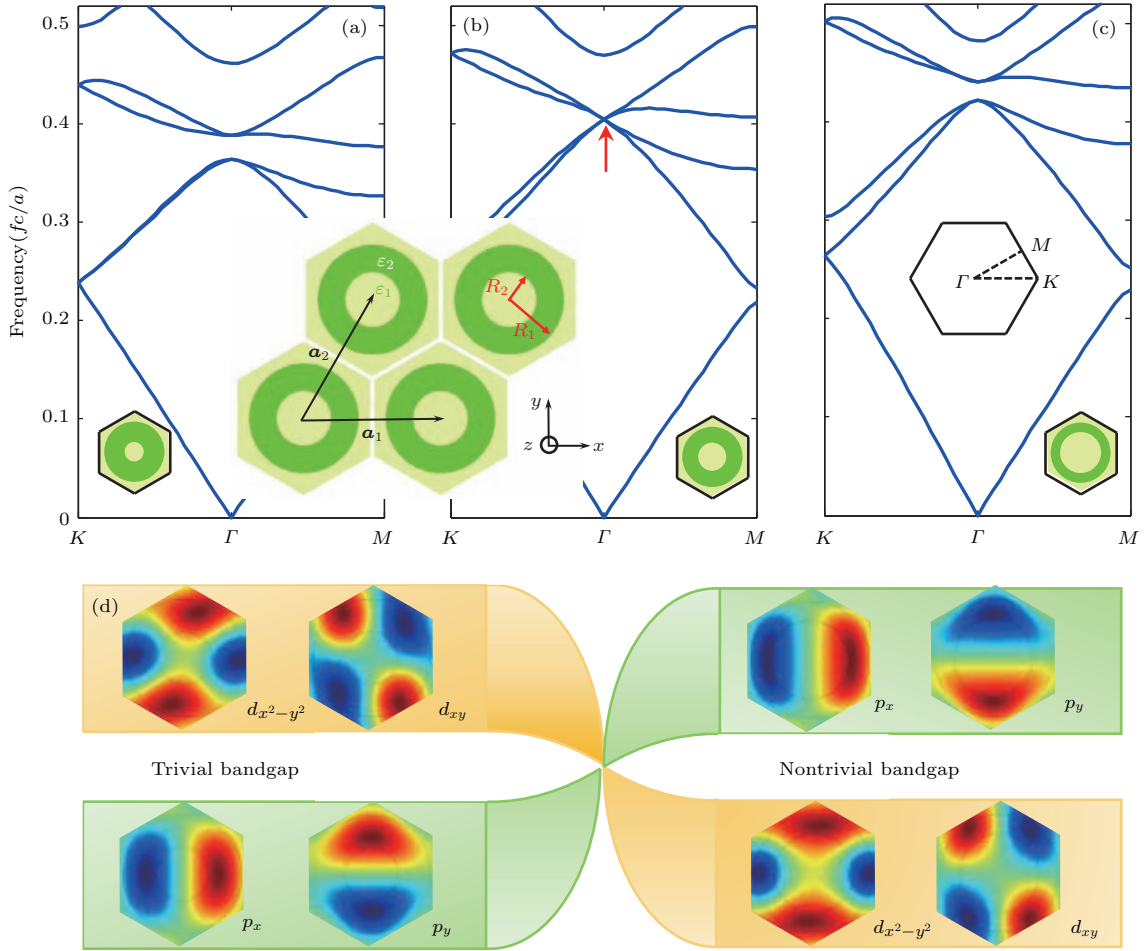 (a)
(b)
(c)
Frequency(fc/a)
0.5
0.4
0.3
0.2
0.1
0
K
Γ
M
K
Γ
M
K
Γ
M
ε2
ε1
R2
R1
a2
a1
y
z
x
M
Γ
K
(d)
dx2−y2
dxy
px
py
Trivial bandgap
Nontrivial bandgap
px
py
dx2−y2
dxy